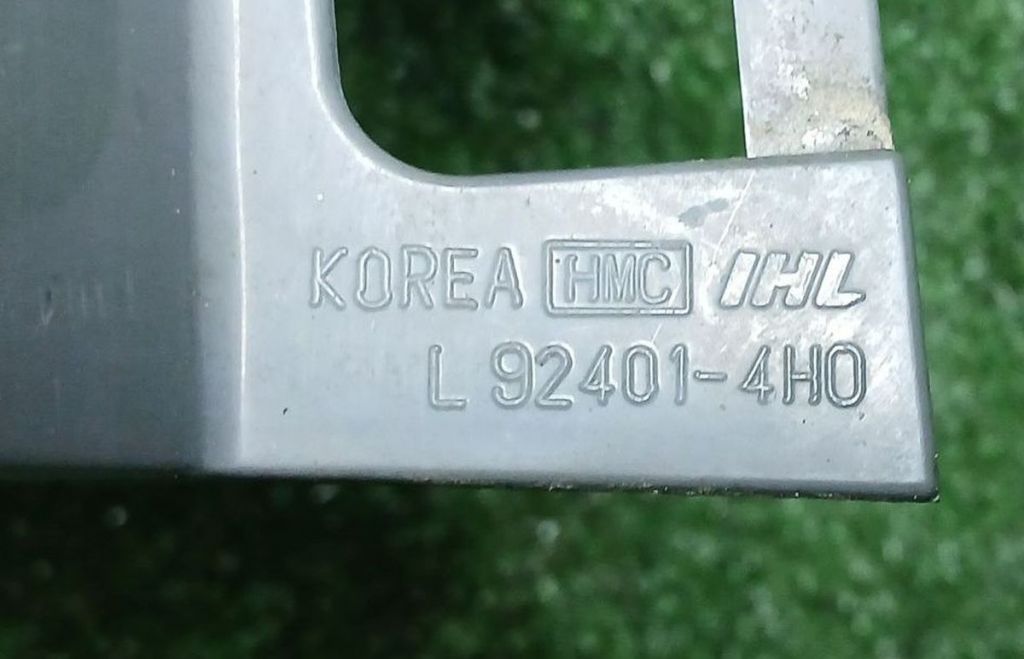 KOREA HMC IHL
L 92401-4H0